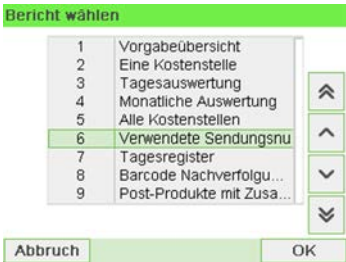 Bericht wählen
1 Vorgabeübersicht
2 Eine Kostenstelle
3 Tagesauswertung
4 Monatliche Auswertung
5 Alle Kostenstellen
6 Verwendete Sendungsnu
7 Tagesregister
8 Barcode Nachverfolgu...
9 Post-Produkte mit Zusa...
Abbruch OK